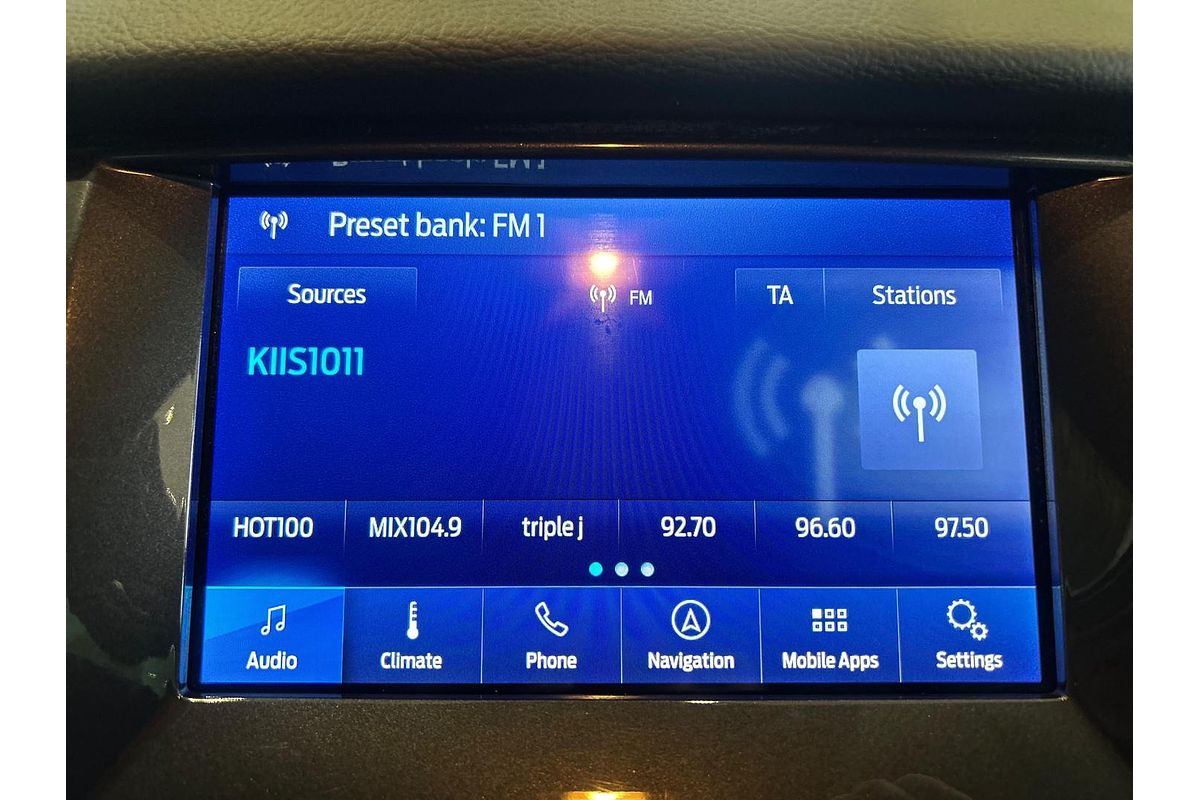 Preset bank: FM 1
Sources
FM
TA
Stations
KIIS1011
HOT100
MIX104.9
triple j
92.70
96.60
97.50
Audio
Climate
Phone
Navigation
Mobile Apps
Settings